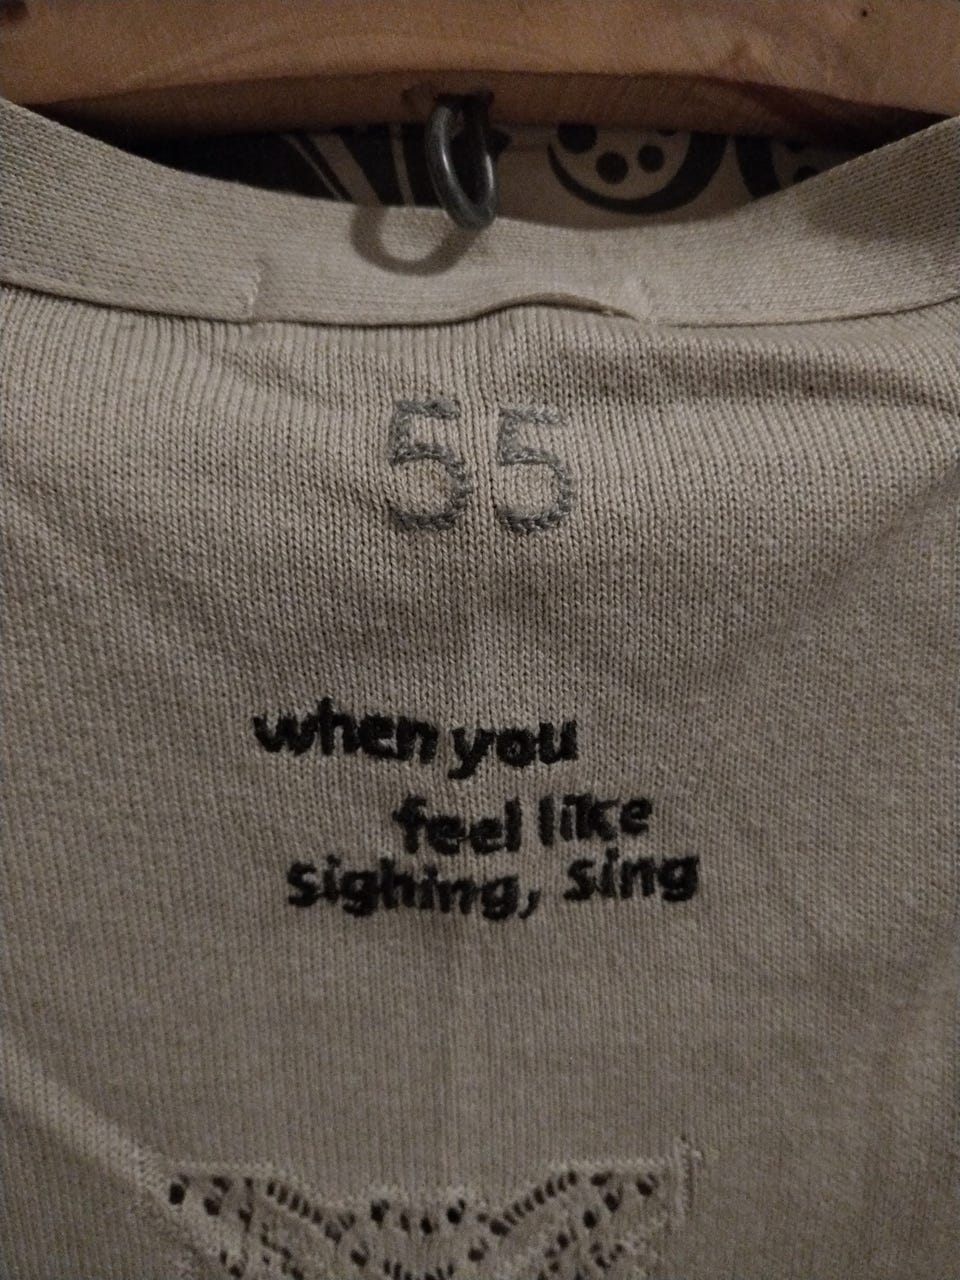 55
when you
feel like
sighing, sing